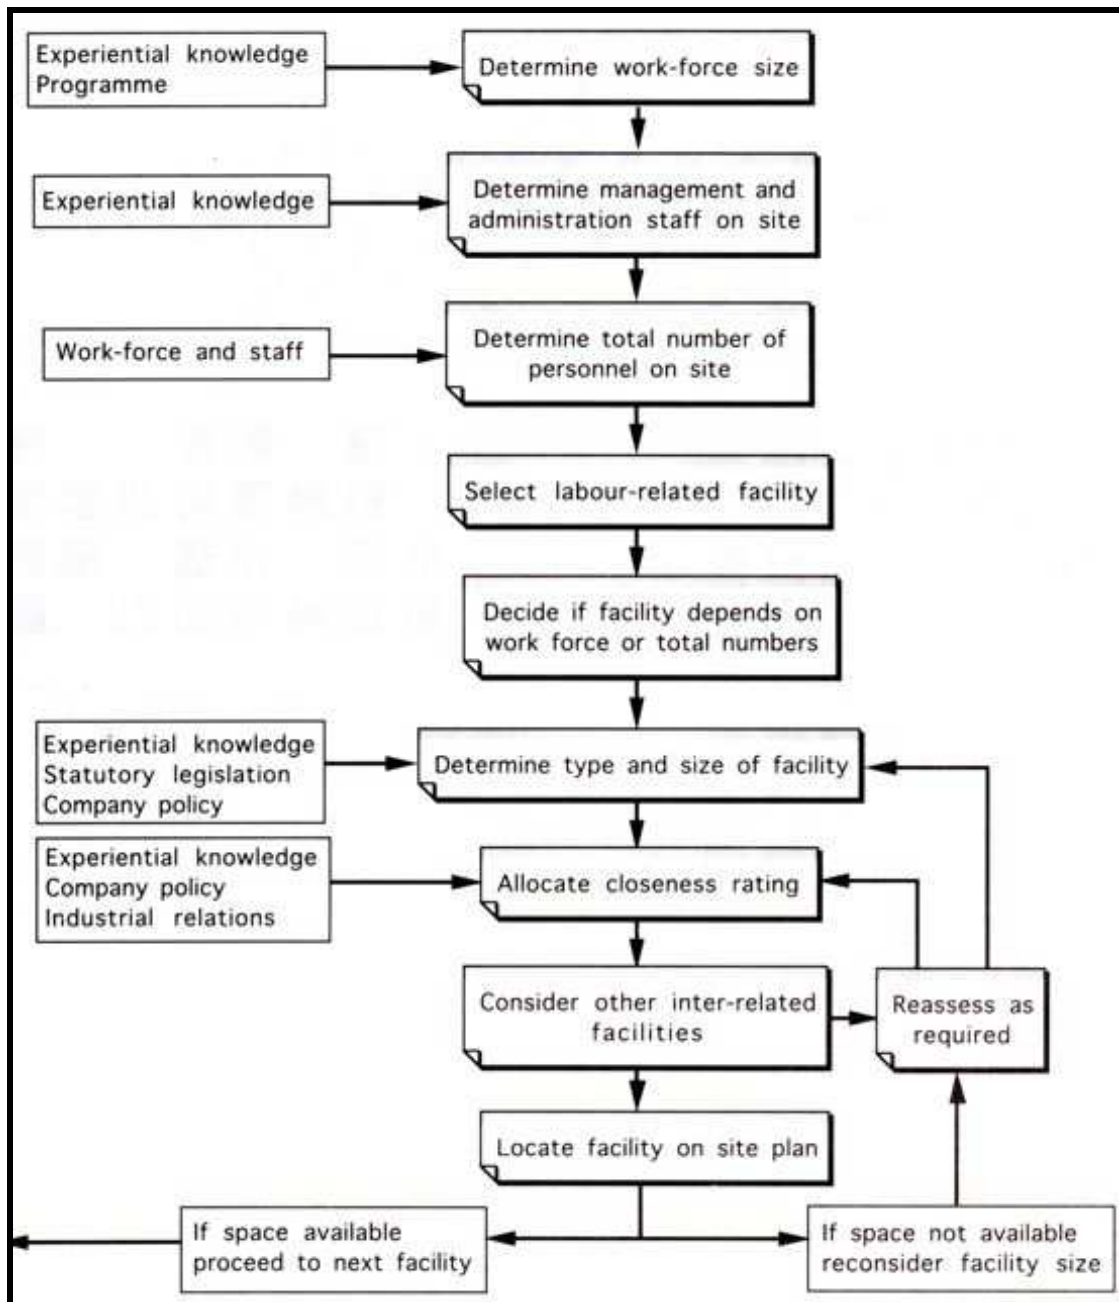 Experiential knowledge
Programme
Determine work-force size
Experiential knowledge
Determine management and
administration staff on site
Work-force and staff
Determine total number of
personnel on site
Select labour-related facility
Decide if facility depends on
work force or total numbers
Experiential knowledge
Statutory legislation
Company policy
Determine type and size of facility
Experiential knowledge
Company policy
Industrial relations
Allocate closeness rating
Consider other inter-related
facilities
Reassess as
required
Locate facility on site plan
If space available
proceed to next facility
If space not available
reconsider facility size